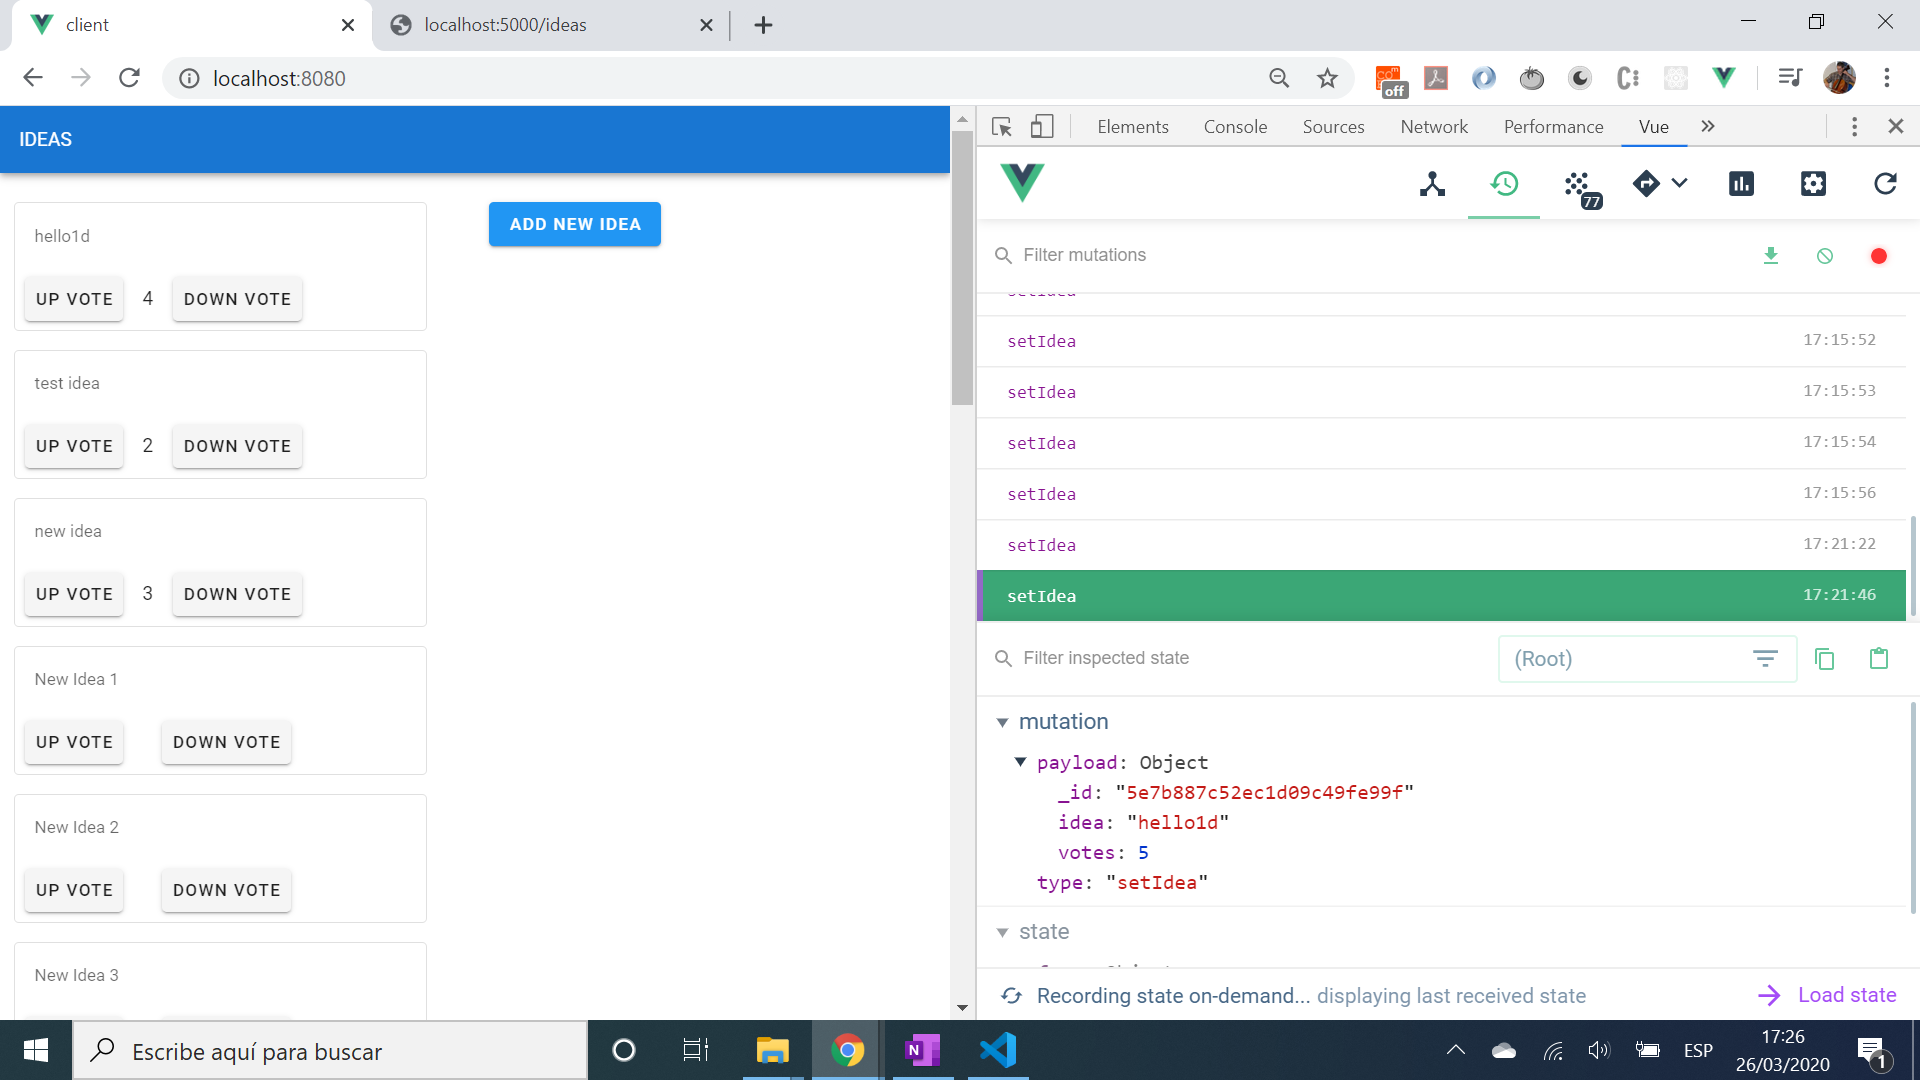 client
localhost:5000/ideas
localhost:8080
off
IDEAS
hello1d
UP VOTE 4 DOWN VOTE
test idea
UP VOTE 2 DOWN VOTE
new idea
UP VOTE 3 DOWN VOTE
New Idea 1
UP VOTE DOWN VOTE
New Idea 2
UP VOTE DOWN VOTE
New Idea 3
ADD NEW IDEA
Elements Console Sources Network Performance Vue
77
Filter mutations
setIdea
setIdea 17:15:52
setIdea 17:15:53
setIdea 17:15:54
setIdea 17:15:56
setIdea 17:21:22
setIdea 17:21:46
Filter inspected state (Root)
mutation
payload: Object
_id: "5e7b887c52ec1d09c49fe99f"
idea: "hello1d"
votes: 5
type: "setIdea"
state
Recording state on-demand... displaying last received state Load state
Escribe aquí para buscar
N
ESP
17:26
26/03/2020
1